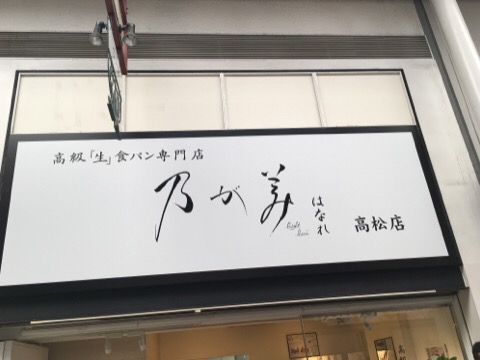 高級「生」食パン専門店
乃が美
はなれ
高松店